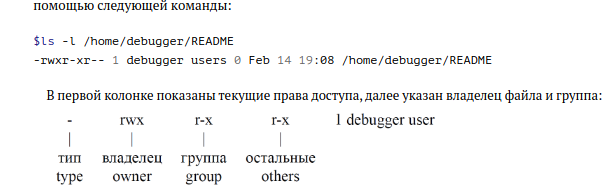 помощью следующей команды:
$ls -l /home/debugger/README
-rwxr-xr-- 1 debugger users 0 Feb 14 19:08 /home/debugger/README
В первой колонке показаны текущие права доступа, далее указан владелец файла и группа:
- rwx r-x r-x 1 debugger user
| | | |
тип владелец группа остальные
type owner group others